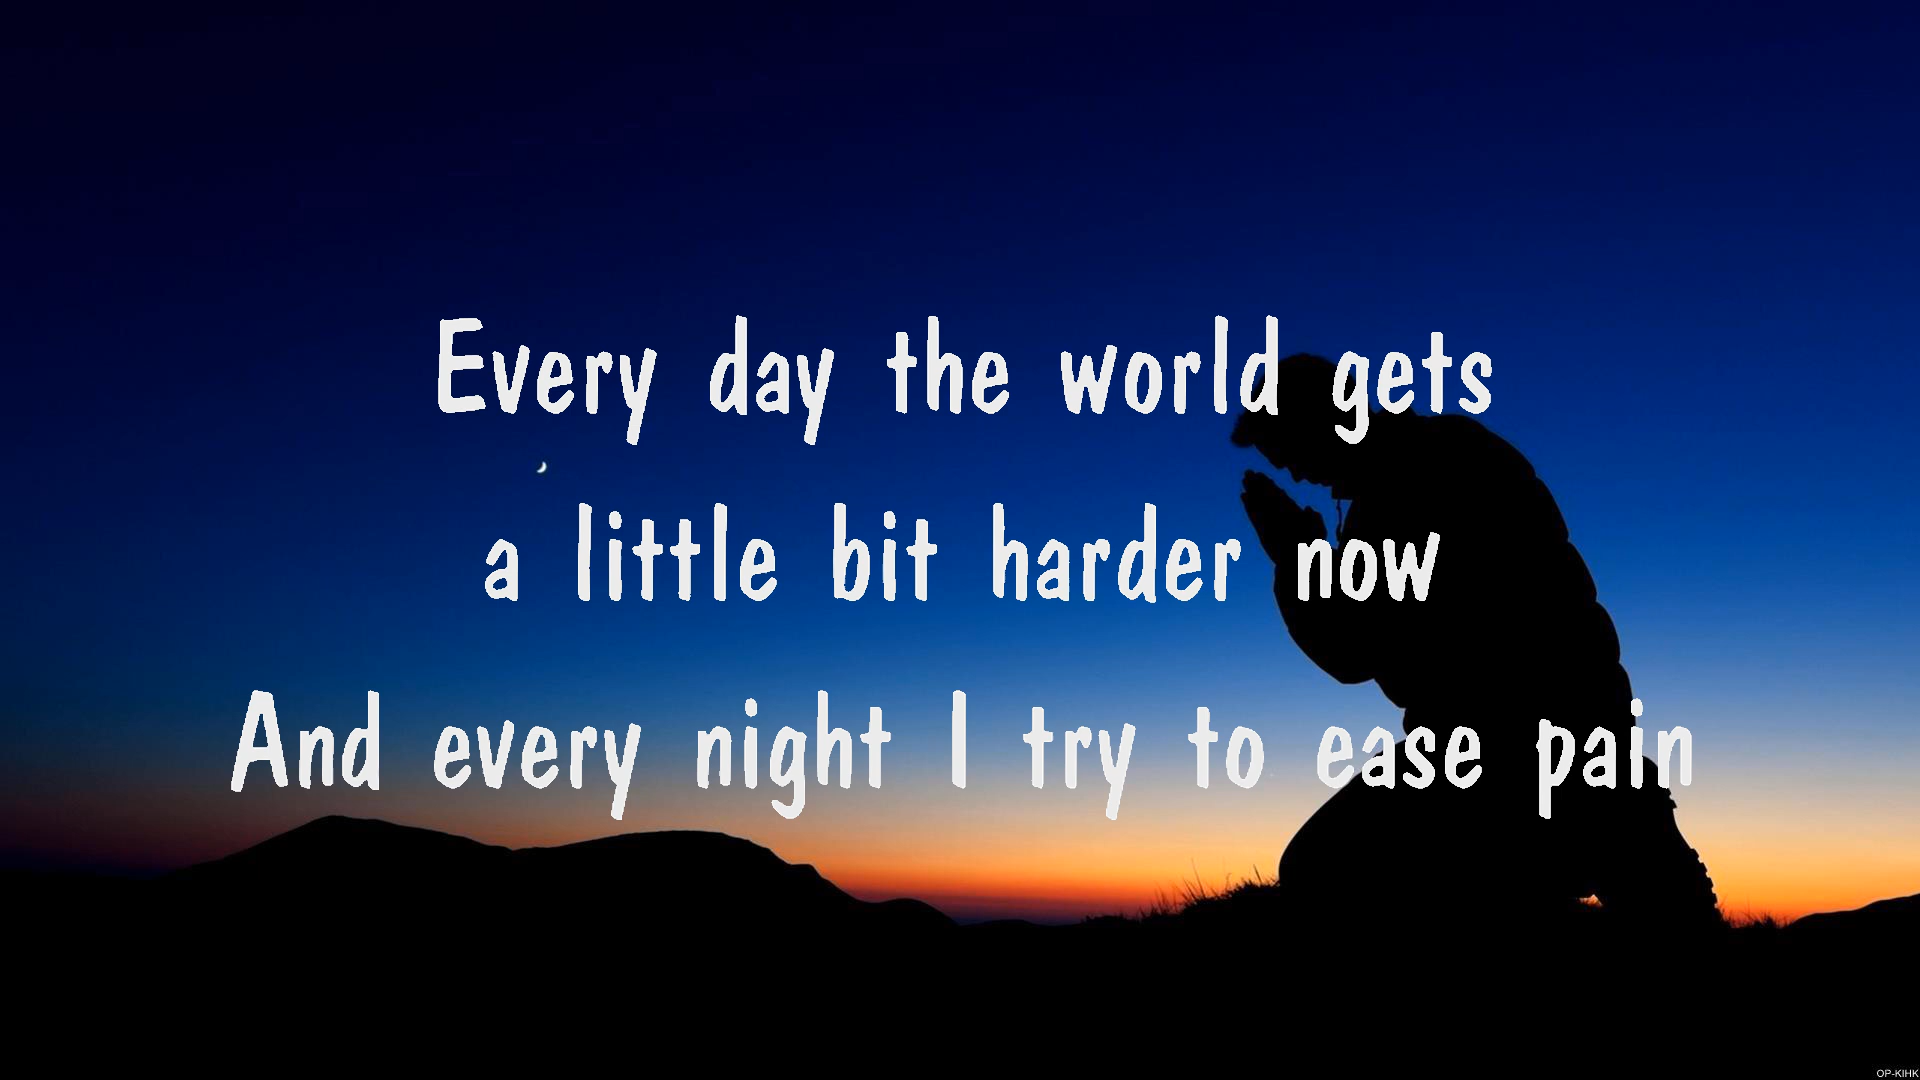 Every day the world gets
a little bit harder now
And every night I try to ease pain
OP-KIHK